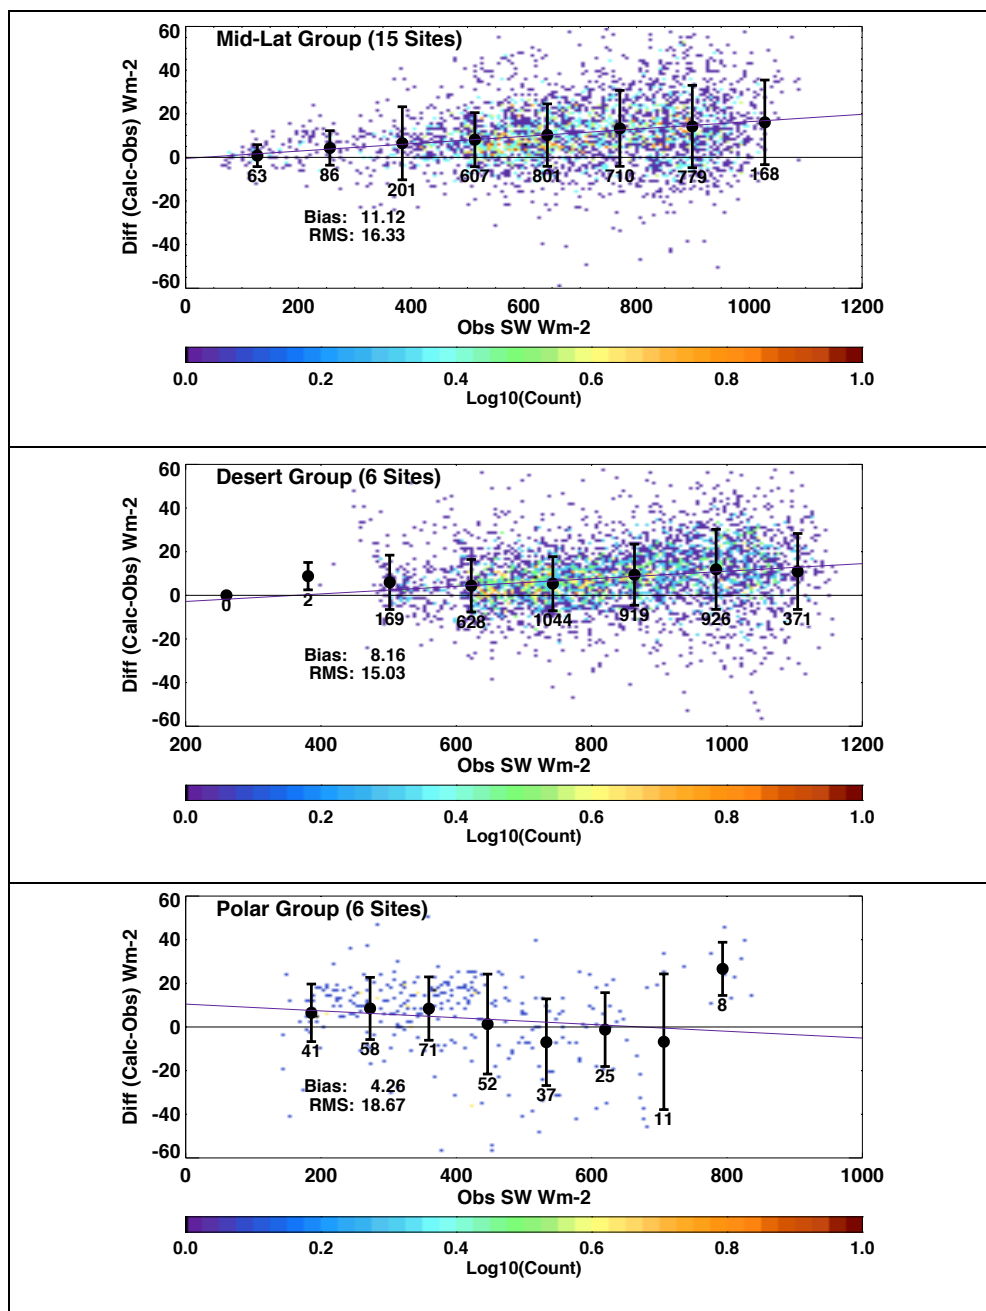 Mid-Lat Group (15 Sites)
60
40
20
0
-20
-40
-60
Diff (Calc-Obs) Wm-2
63 86 201 607 801 710 779 168
Bias: 11.12
RMS: 16.33
0 200 400 600 800 1000 1200
Obs SW Wm-2
0.0 0.2 0.4 0.6 0.8 1.0
Log10(Count)
Desert Group (6 Sites)
60
40
20
0
-20
-40
-60
Diff (Calc-Obs) Wm-2
0 2 169 628 1044 919 926 371
Bias: 8.16
RMS: 15.03
200 400 600 800 1000 1200
Obs SW Wm-2
0.0 0.2 0.4 0.6 0.8 1.0
Log10(Count)
Polar Group (6 Sites)
60
40
20
0
-20
-40
-60
Diff (Calc-Obs) Wm-2
41 58 71 52 37 25 11 8
Bias: 4.26
RMS: 18.67
0 200 400 600 800 1000
Obs SW Wm-2
0.0 0.2 0.4 0.6 0.8 1.0
Log10(Count)